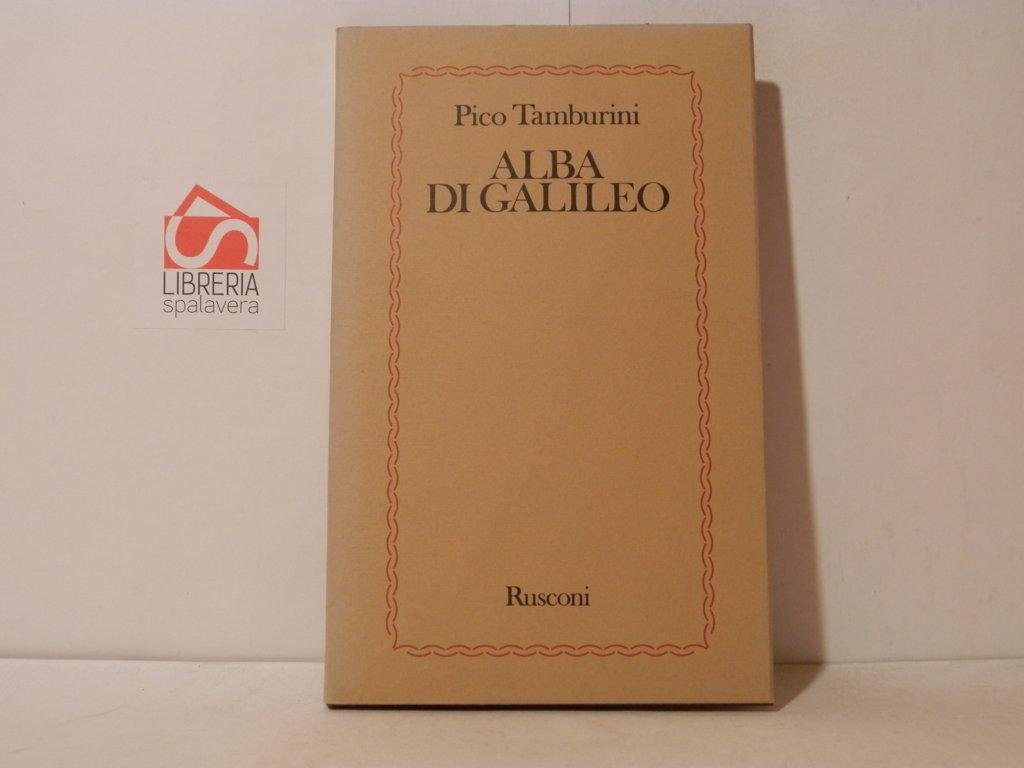 Pico Tamburini
ALBA
DI GALILEO
Rusconi
LIBRERIA
spalavera